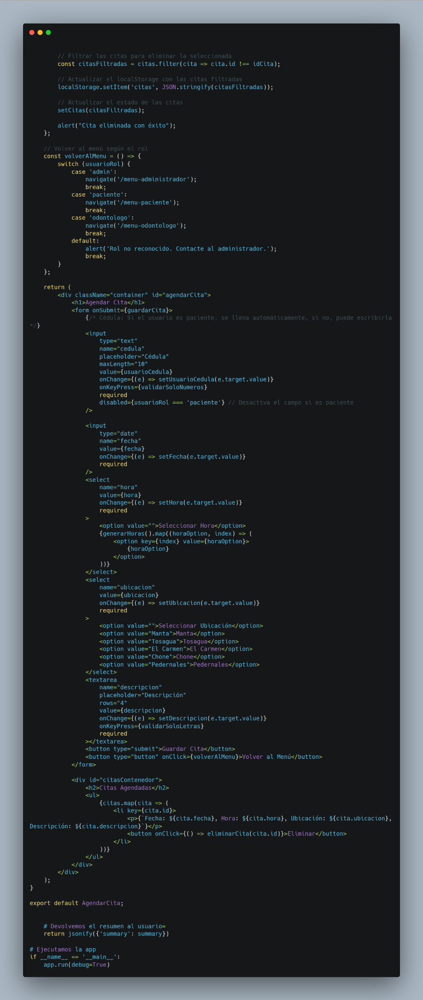 // Filtrar las citas para eliminar la seleccionada
        const citasFiltradas = citas.filter(cita => cita.id !== idCita);

        // Actualizar el localStorage con las citas filtradas
        localStorage.setItem('citas', JSON.stringify(citasFiltradas));

        // Actualizar el estado de las citas
        setCitas(citasFiltradas);

        alert("Cita eliminada con éxito");
    };

    // Volver al menú según el rol
    const volverAlMenu = () => {
        switch (usuarioRol) {
            case 'admin':
                navigate('/menu-administrador');
                break;
            case 'paciente':
                navigate('/menu-paciente');
                break;
            case 'odontologo':
                navigate('/menu-odontologo');
                break;
            default:
                alert('Rol no reconocido. Contacte al administrador.');
                break;
        }
    };

    return (
        <div className="container" id="agendarCita">
            <h1>Agendar Cita</h1>
            <form onSubmit={guardarCita}>
                {/* Cédula: Si el usuario es paciente, se llena automáticamente, si no, puede escribirla
*/}
                <input
                    type="text"
                    name="cedula"
                    placeholder="Cédula"
                    maxLength="10"
                    value={usuarioCedula}
                    onChange={(e) => setUsuarioCedula(e.target.value)}
                    onKeyPress={validarSoloNumeros}
                    required
                    disabled={usuarioRol === 'paciente'} // Desactiva el campo si es paciente
                />

                <input
                    type="date"
                    name="fecha"
                    value={fecha}
                    onChange={(e) => setFecha(e.target.value)}
                    required
                />
                <select
                    name="hora"
                    value={hora}
                    onChange={(e) => setHora(e.target.value)}
                    required
                >
                    <option value="">Seleccionar Hora</option>
                    {generarHoras().map((horaOption, index) => (
                        <option key={index} value={horaOption}>
                            {horaOption}
                        </option>
                    ))}
                </select>
                <select
                    name="ubicacion"
                    value={ubicacion}
                    onChange={(e) => setUbicacion(e.target.value)}
                    required
                >
                    <option value="">Seleccionar Ubicación</option>
                    <option value="Manta">Manta</option>
                    <option value="Tosagua">Tosagua</option>
                    <option value="El Carmen">El Carmen</option>
                    <option value="Chone">Chone</option>
                    <option value="Pedernales">Pedernales</option>
                </select>
                <textarea
                    name="descripcion"
                    placeholder="Descripción"
                    rows="4"
                    value={descripcion}
                    onChange={(e) => setDescripcion(e.target.value)}
                    onKeyPress={validarSoloLetras}
                    required
                ></textarea>
                <button type="submit">Guardar Cita</button>
                <button type="button" onClick={volverAlMenu}>Volver al Menú</button>
            </form>

            <div id="citasContenedor">
                <h2>Citas Agendadas</h2>
                <ul>
                    {citas.map(cita => (
                        <li key={cita.id}>
                            <p>{`Fecha: ${cita.fecha}, Hora: ${cita.hora}, Ubicación: ${cita.ubicacion},
Descripción: ${cita.descripcion}`}</p>
                            <button onClick={() => eliminarCita(cita.id)}>Eliminar</button>
                        </li>
                    ))}
                </ul>
            </div>
        </div>
    );
}

export default AgendarCita;


    # Devolvemos el resumen al usuario=
    return jsonify({'summary': summary})

# Ejecutamos la app
if __name__ == '__main__':
    app.run(debug=True)